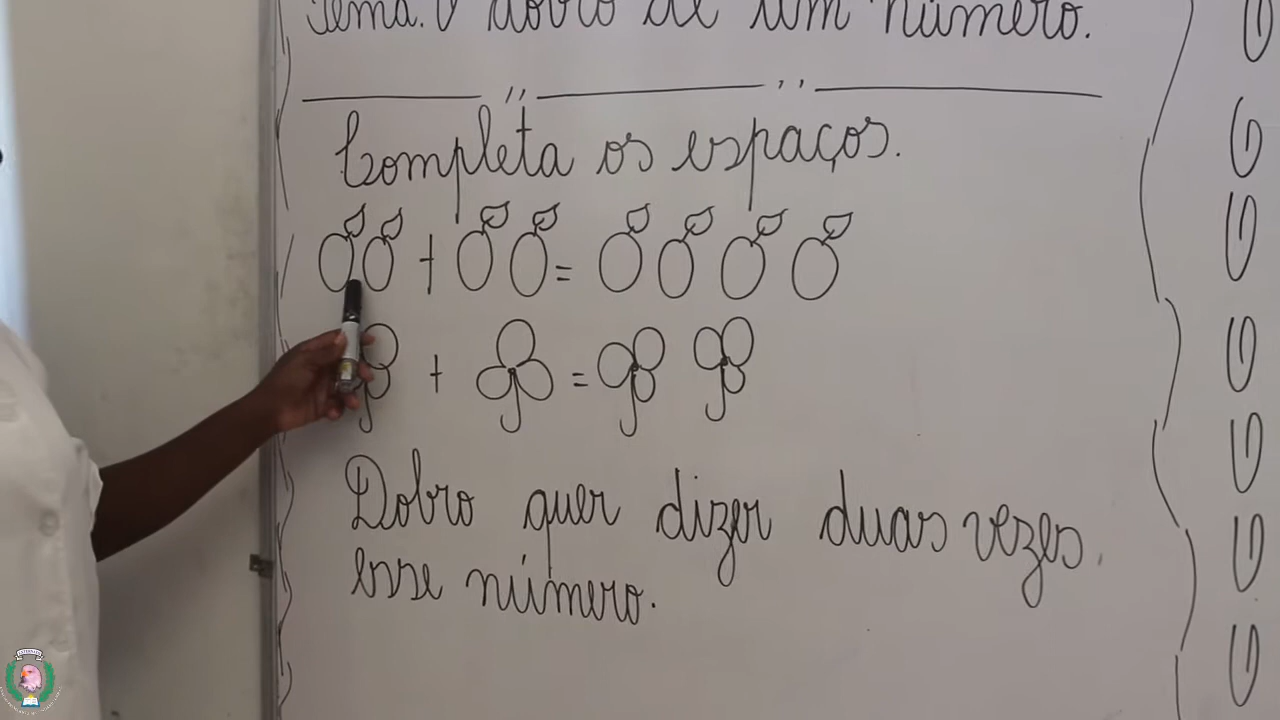 Tema: O dobro de um número.
Completa os espaços.
+ =
+ =
Dobro quer dizer duas vezes.
esse número.